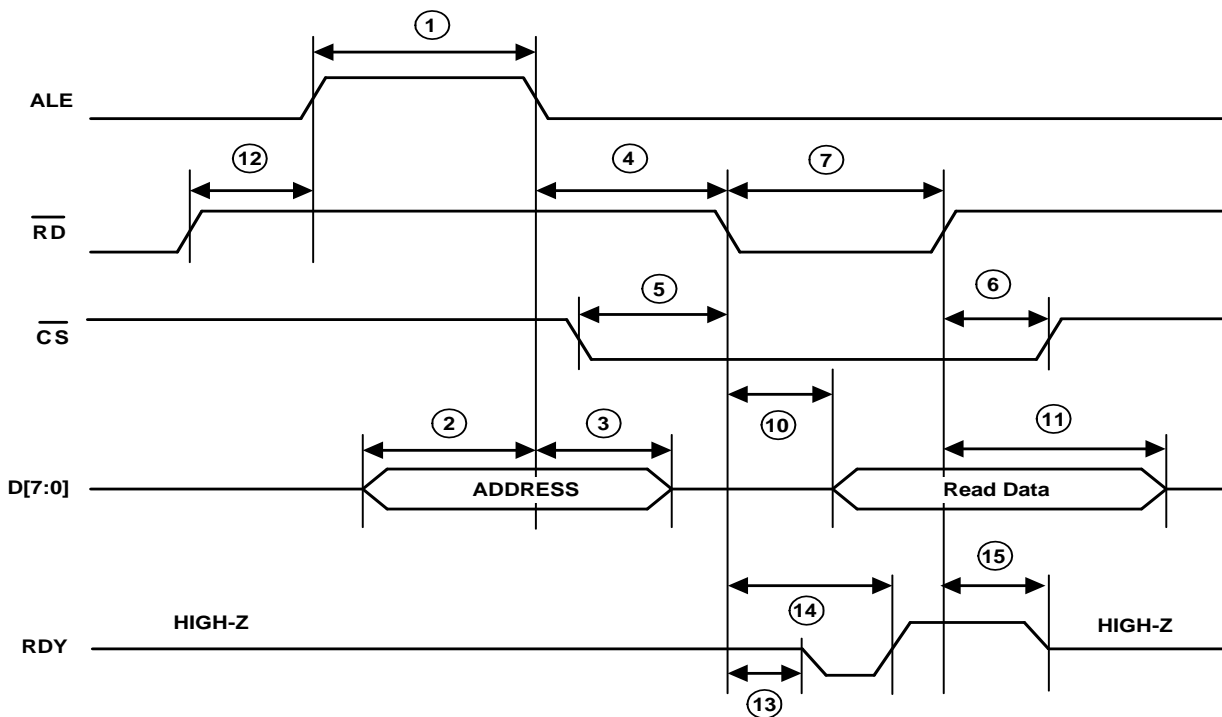 1
ALE
12
4
7
RD
5
6
CS
2
3
10
11
D[7:0]
ADDRESS
Read Data
15
14
HIGH-Z
HIGH-Z
RDY
13